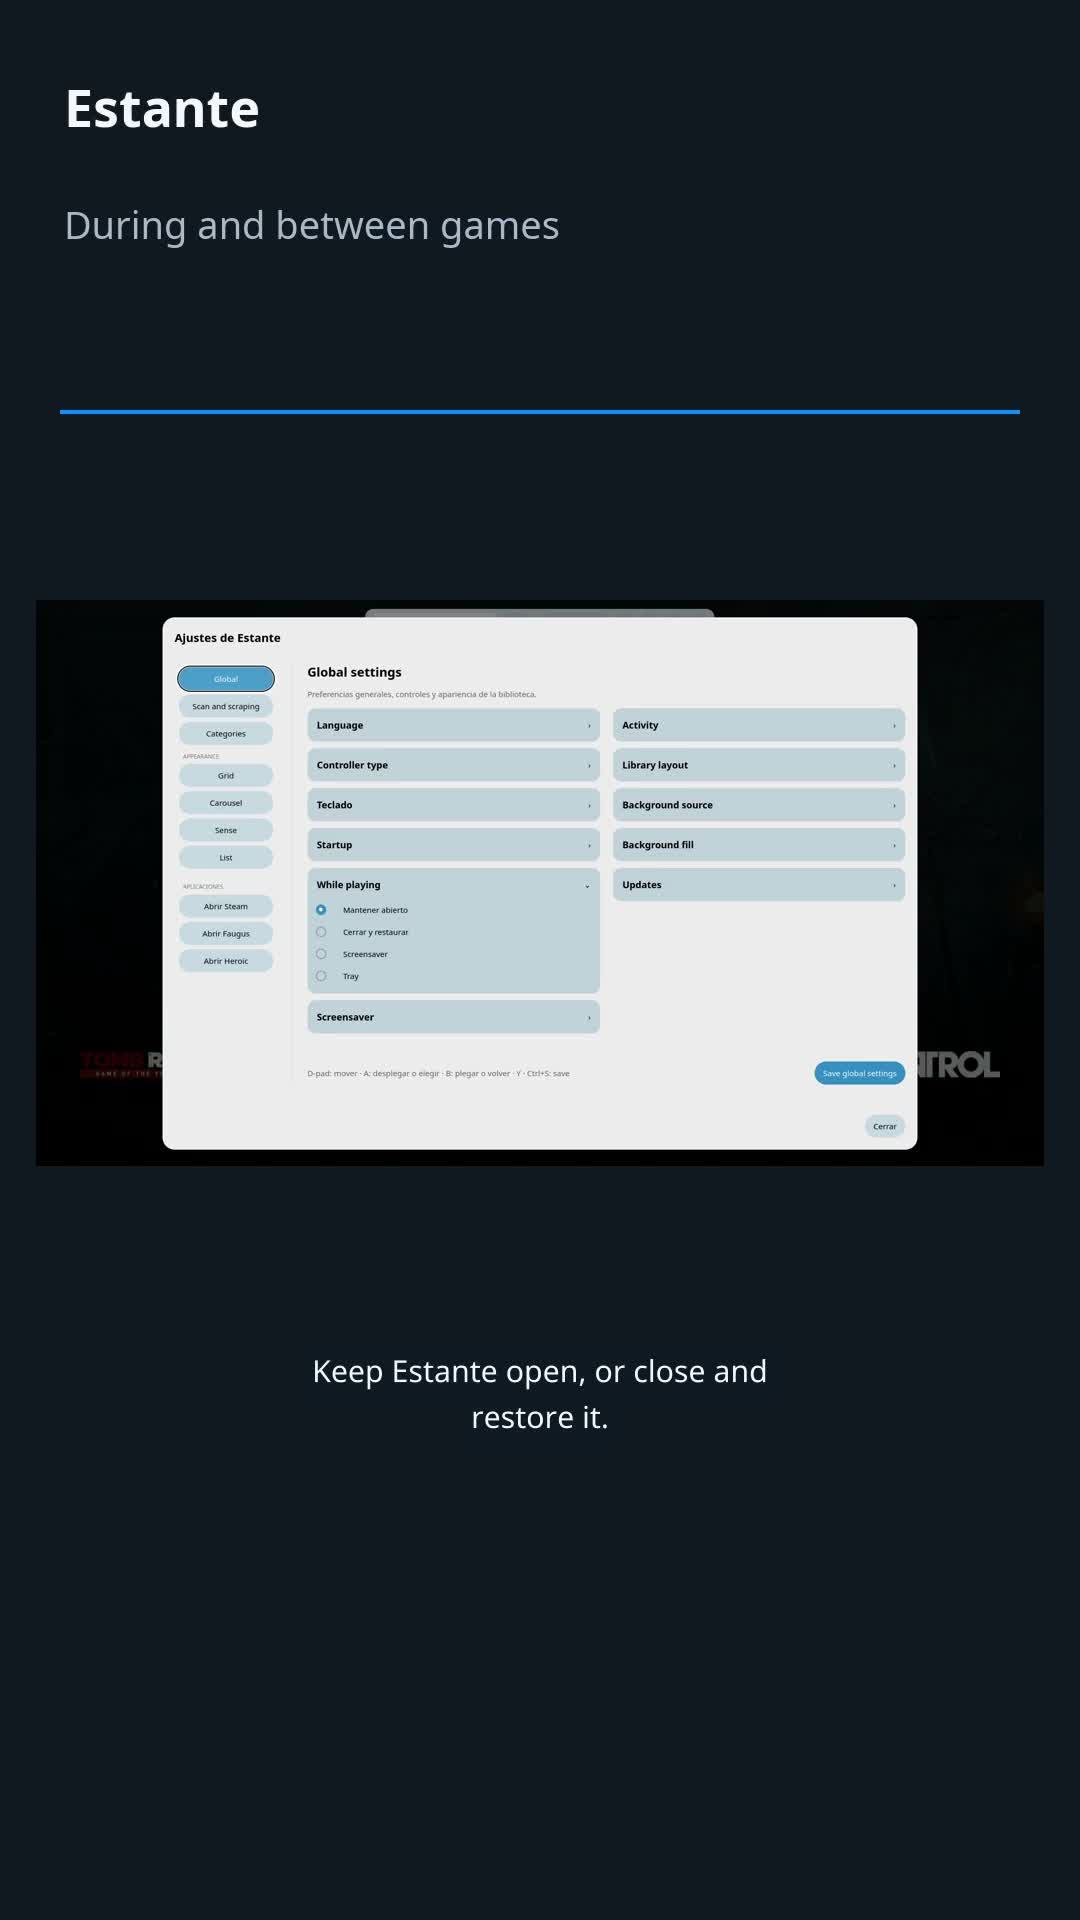 Estante
During and between games
Ajustes de Estante
Global
Scan and scraping
Categories
APPEARANCE
Grid
Carousel
Sense
List
APLICACIONES
Abrir Steam
Abrir Faugus
Abrir Heroic
Global settings
Preferencias generales, controles y apariencia de la biblioteca.
Language
Controller type
Teclado
Startup
While playing
Mantener abierto
Cerrar y restaurar
Screensaver
Tray
Screensaver
Activity
Library layout
Background source
Background fill
Updates
D-pad: mover · A: desplegar o elegir · B: plegar o volver · Y · Ctrl+S: save
Save global settings
Cerrar
TOMB R
GAME OF THE
TROL
Keep Estante open, or close and
restore it.